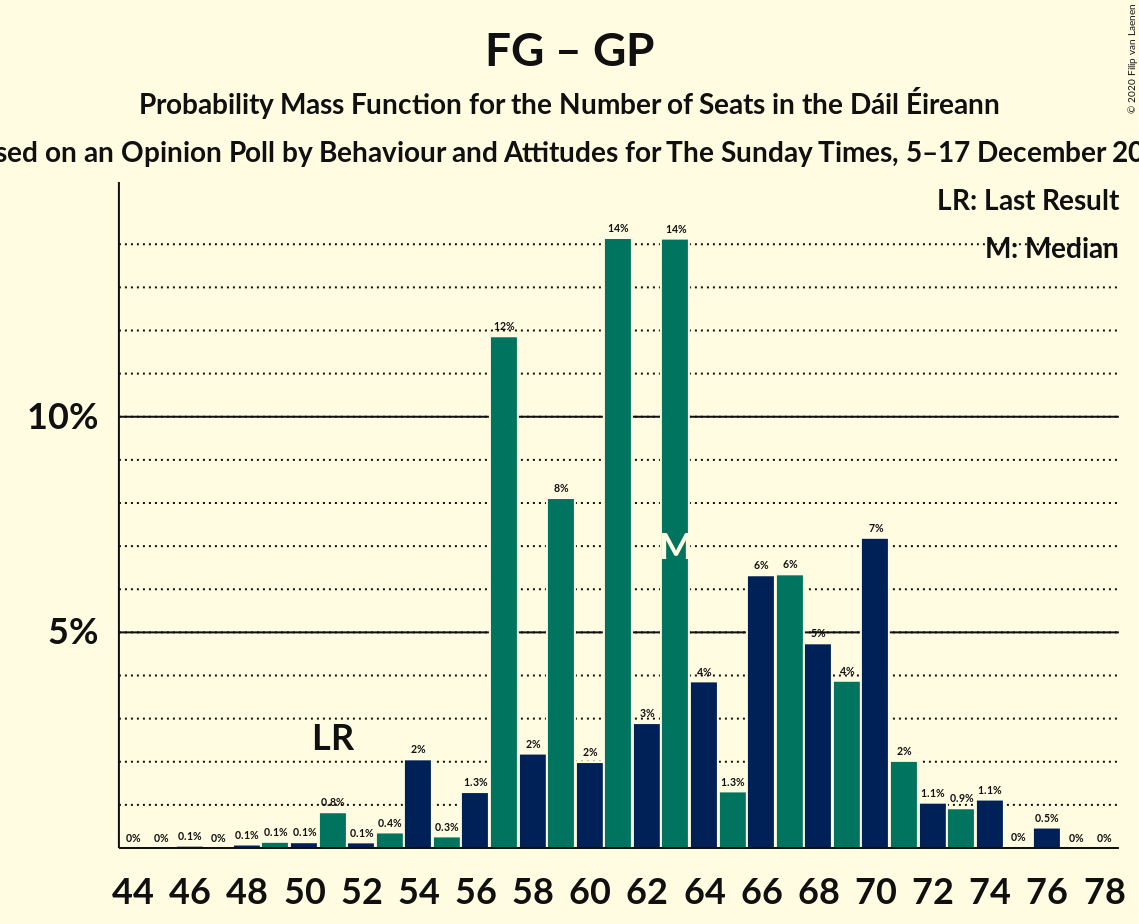 FG – GP
Probability Mass Function for the Number of Seats in the Dáil Éireann
sed on an Opinion Poll by Behaviour and Attitudes for The Sunday Times, 5–17 December 20
© 2020 Filip van Laenen
LR: Last Result
M: Median
10%
5%
LR
M
0% 0% 0.1% 0% 0.1% 0.1% 0.1% 0.8% 0.1% 0.4% 2% 0.3% 1.3% 12% 2% 8% 2% 14% 3% 14% 4% 1.3% 6% 6% 5% 4% 7% 2% 1.1% 0.9% 1.1% 0% 0.5% 0% 0%
44 46 48 50 52 54 56 58 60 62 64 66 68 70 72 74 76 78